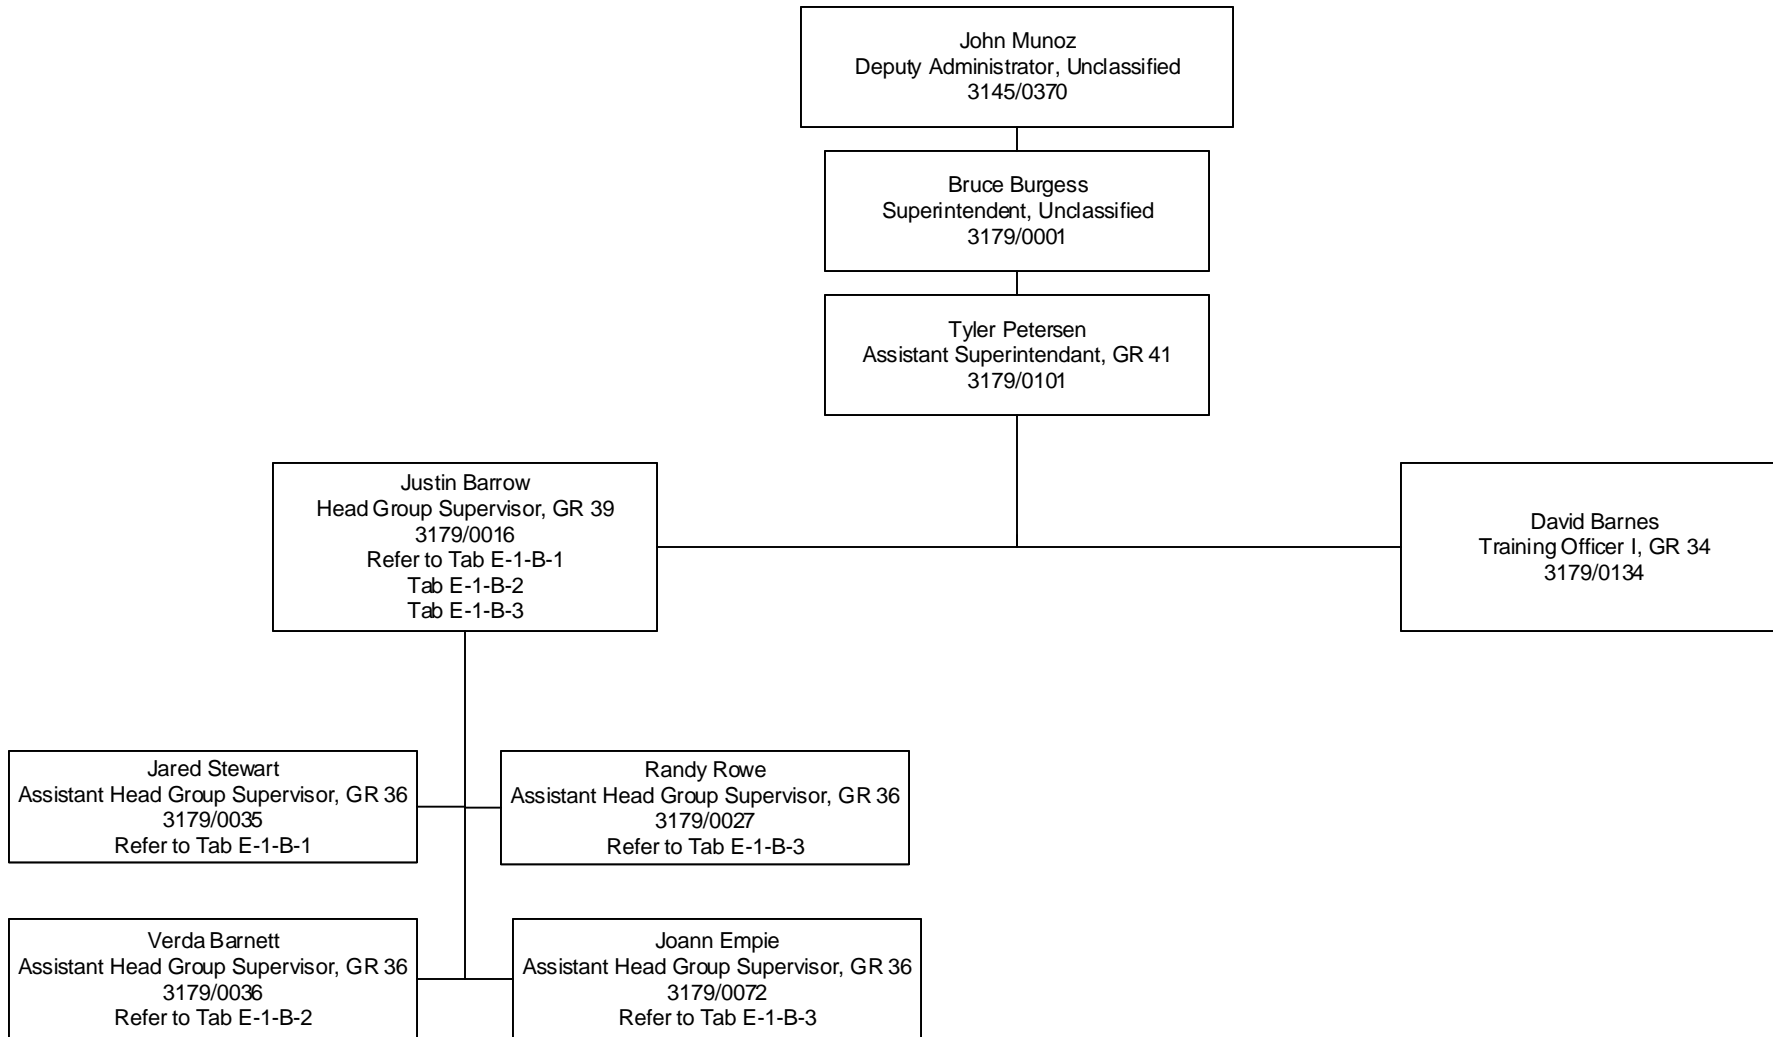 John Munoz
Deputy Administrator, Unclassified
3145/0370
Bruce Burgess
Superintendent, Unclassified
3179/0001
Tyler Petersen
Assistant Superintendant, GR 41
3179/0101
Justin Barrow
Head Group Supervisor, GR 39
3179/0016
Refer to Tab E-1-B-1
Tab E-1-B-2
Tab E-1-B-3
David Barnes
Training Officer I, GR 34
3179/0134
Jared Stewart
Assistant Head Group Supervisor, GR 36
3179/0035
Refer to Tab E-1-B-1
Randy Rowe
Assistant Head Group Supervisor, GR 36
3179/0027
Refer to Tab E-1-B-3
Verda Barnett
Assistant Head Group Supervisor, GR 36
3179/0036
Refer to Tab E-1-B-2
Joann Empie
Assistant Head Group Supervisor, GR 36
3179/0072
Refer to Tab E-1-B-3